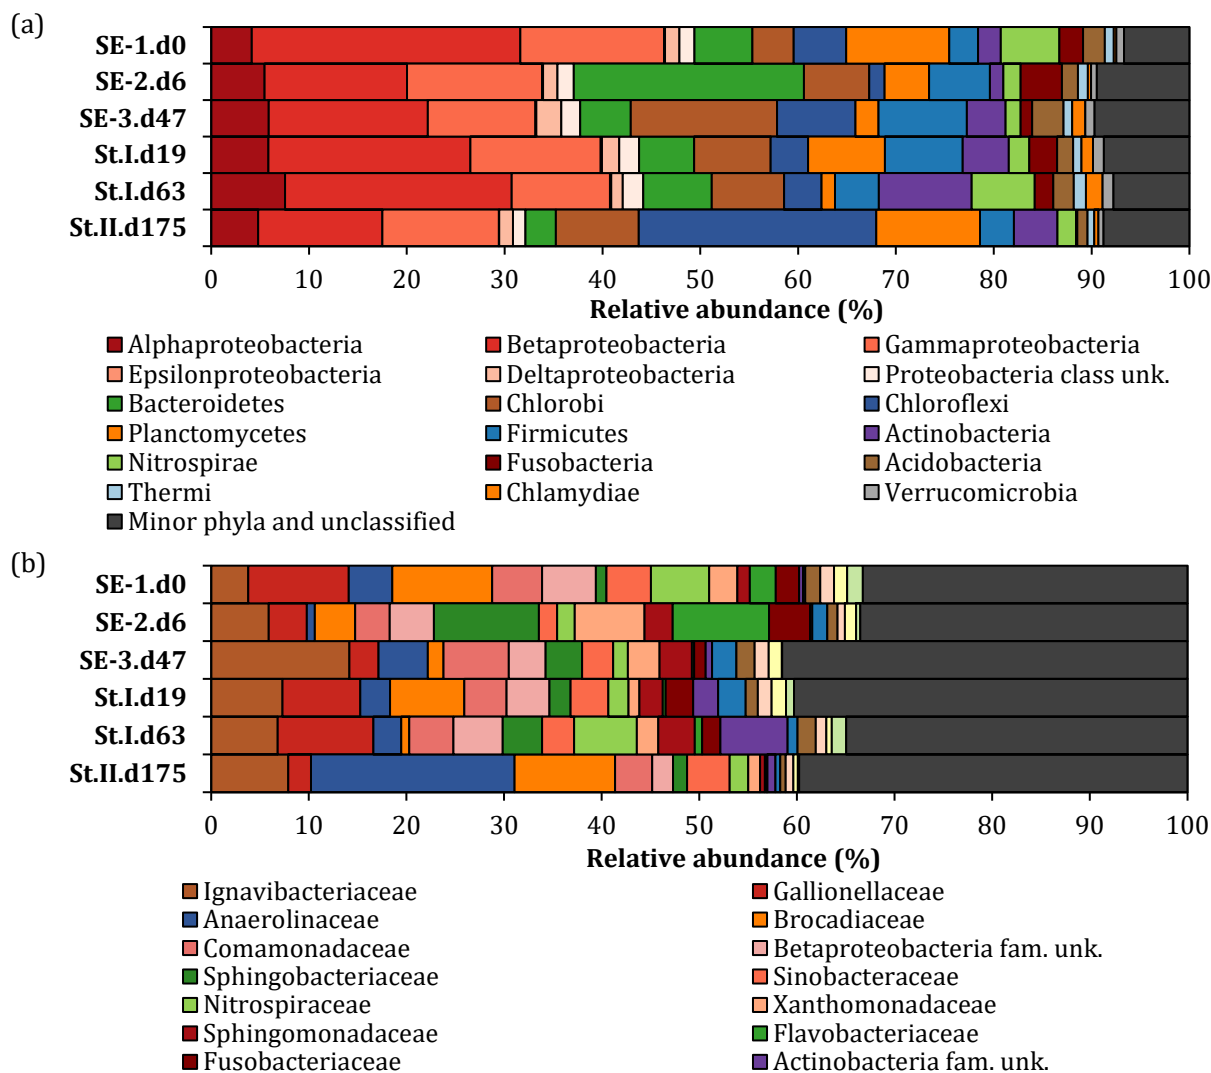 (a)
SE-1.d0
SE-2.d6
SE-3.d47
St.I.d19
St.I.d63
St.II.d175
0 10 20 30 40 50 60 70 80 90 100
Relative abundance (%)
Alphaproteobacteria Betaproteobacteria Gammaproteobacteria
Epsilonproteobacteria Deltaproteobacteria Proteobacteria class unk.
Bacteroidetes Chlorobi Chloroflexi
Planctomycetes Firmicutes Actinobacteria
Nitrospirae Fusobacteria Acidobacteria
Thermi Chlamydiae Verrucomicrobia
Minor phyla and unclassified
(b)
SE-1.d0
SE-2.d6
SE-3.d47
St.I.d19
St.I.d63
St.II.d175
0 10 20 30 40 50 60 70 80 90 100
Relative abundance (%)
Ignavibacteriaceae Gallionellaceae
Anaerolinaceae Brocadiaceae
Comamonadaceae Betaproteobacteria fam. unk.
Sphingobacteriaceae Sinobacteraceae
Nitrospiraceae Xanthomonadaceae
Sphingomonadaceae Flavobacteriaceae
Fusobacteriaceae Actinobacteria fam. unk.